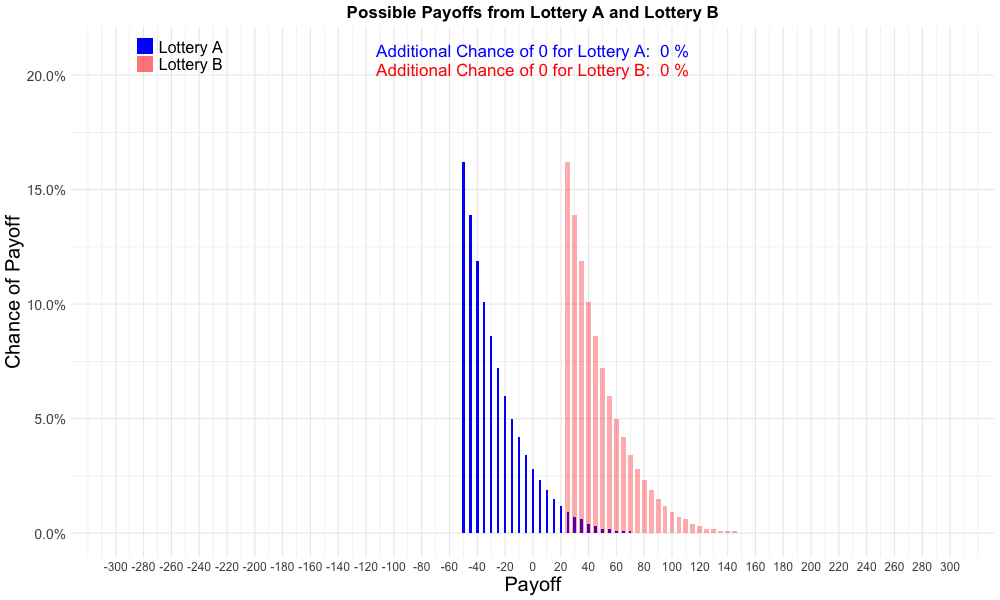 Possible Payoffs from Lottery A and Lottery B
Lottery A
Lottery B
Additional Chance of 0 for Lottery A:  0 %
Additional Chance of 0 for Lottery B:  0 %
Chance of Payoff
20.0%
15.0%
10.0%
5.0%
0.0%
-300 -280 -260 -240 -220 -200 -180 -160 -140 -120 -100 -80 -60 -40 -20 0 20 40 60 80 100 120 140 160 180 200 220 240 260 280 300
Payoff